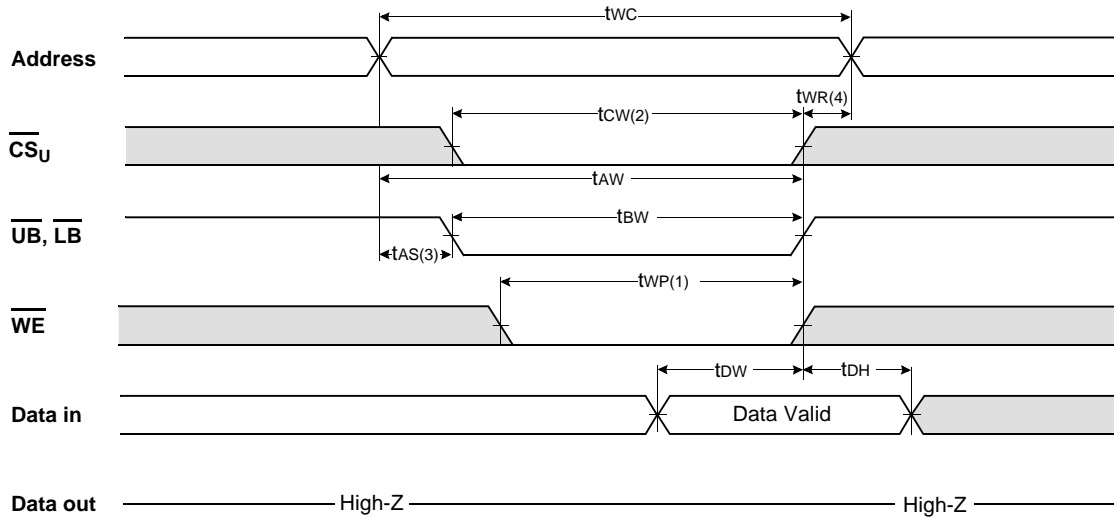 tWC
Address
tCW(2)
tWR(4)
CSU
tAW
UB, LB
tBW
tAS(3)
tWP(1)
WE
tDW
tDH
Data in
Data Valid
Data out
High-Z
High-Z